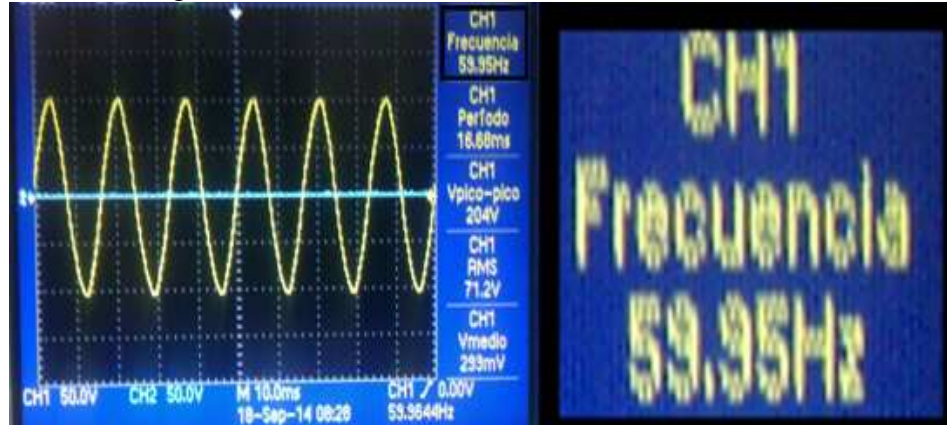 CH1
Frecuencia
59.95Hz
CH1
Período
16.68ms
CH1
Vpico-pico
204V
CH1
RMS
71.2V
CH1
Vmedio
293mV
CH1 50.0V CH2 50.0V M 10.0ms CH1 / 0.00V
18-Sep-14 08:26 59.9644Hz
CH1
Frecuencia
59.95Hz